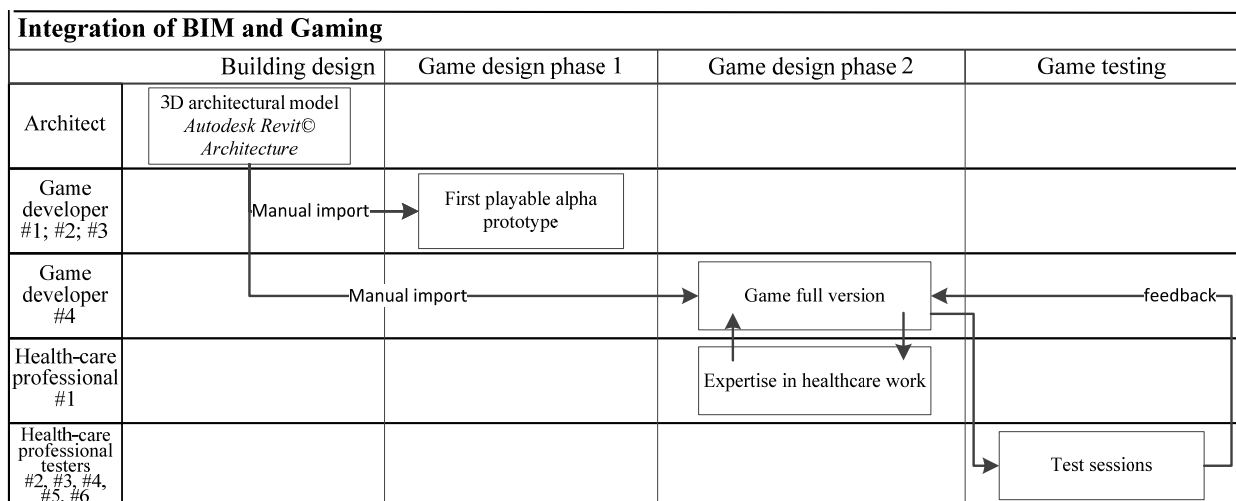 Integration of BIM and Gaming
Building design
Game design phase 1
Game design phase 2
Game testing
Architect
3D architectural model
Autodesk Revit©
Architecture
Game
developer
#1; #2; #3
Manual import
First playable alpha
prototype
Game
developer
#4
Manual import
Game full version
feedback
Health-care
professional
#1
Expertise in healthcare work
Health-care
professional
testers
#2, #3, #4,
#5, #6
Test sessions